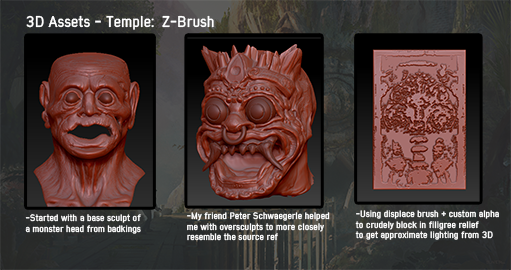 3D Assets - Temple: Z-Brush
-Started with a base sculpt of
a monster head from badkings
-My friend Peter Schwaegerle helped
me with oversculpts to more closely
resemble the source ref
-Using displace brush + custom alpha
to crudely block in filigree relief
to get approximate lighting from 3D